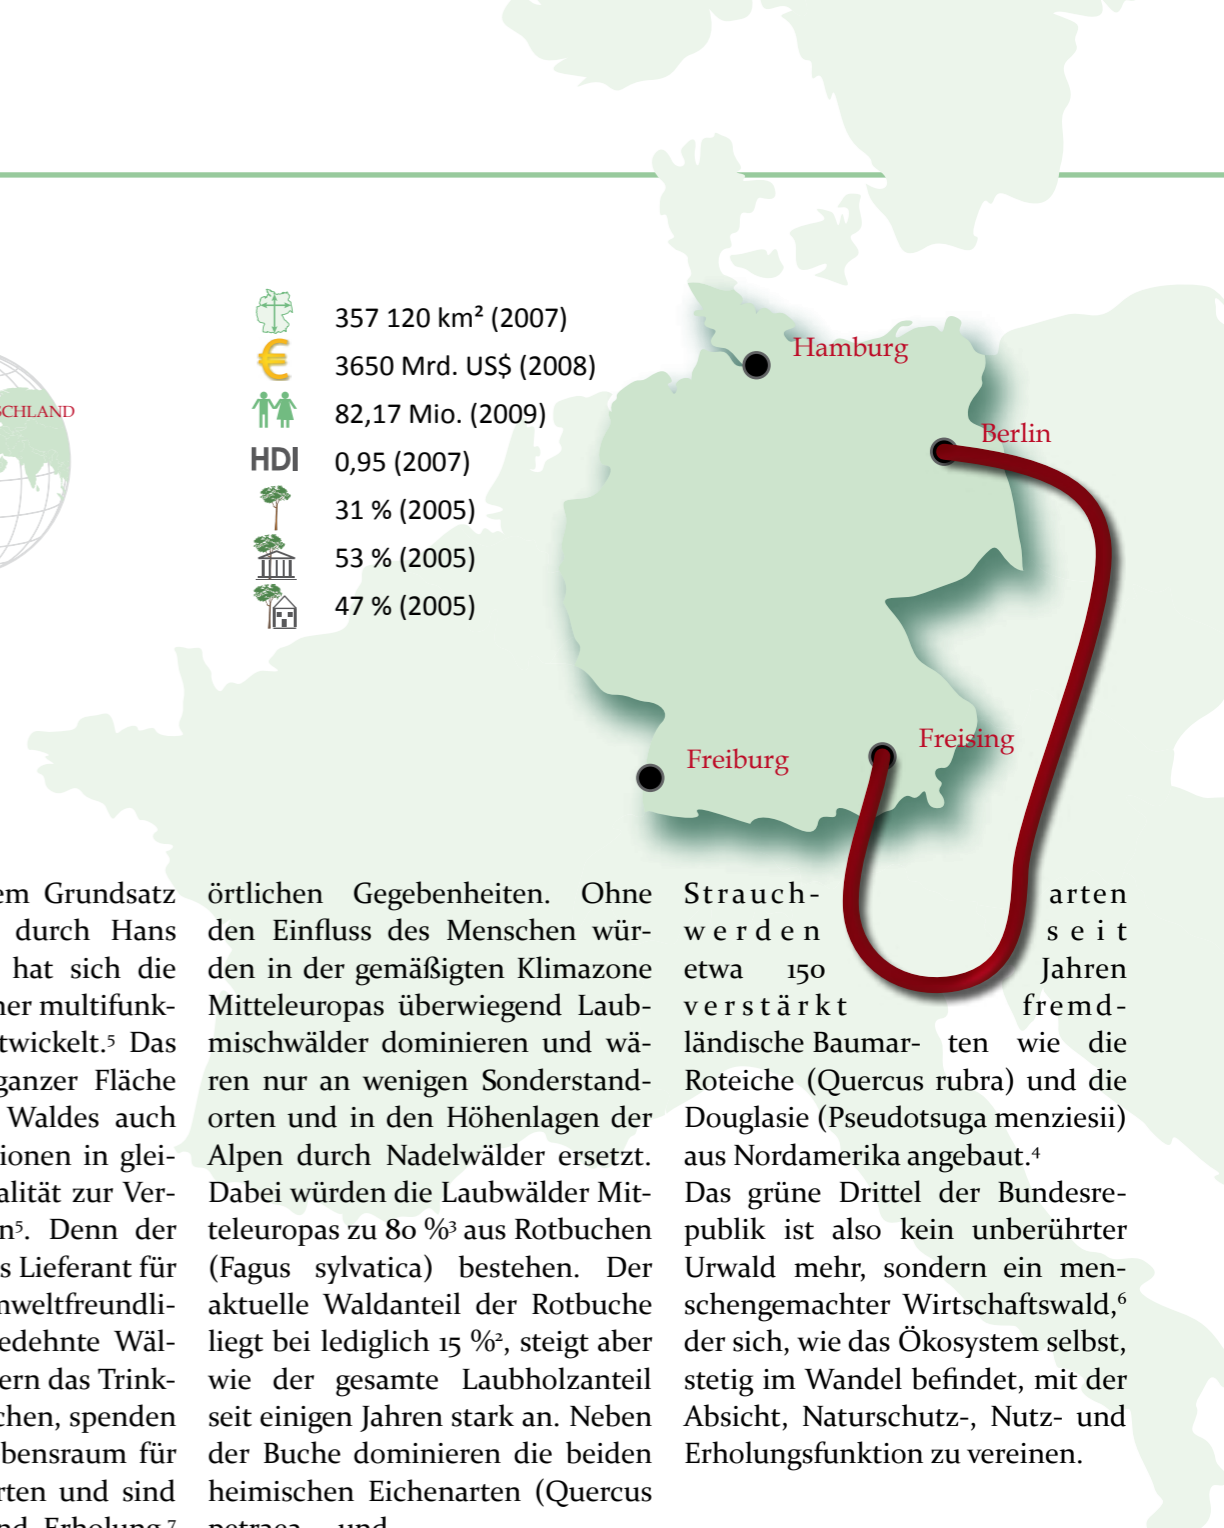 357 120 km² (2007)
3650 Mrd. US$ (2008)
82,17 Mio. (2009)
HDI 0,95 (2007)
31 % (2005)
53 % (2005)
47 % (2005)
SCHLAND
Hamburg
Berlin
Freising
Freiburg
Grundsatz
durch Hans
hat sich die
multifunk-
twickelt.⁵ Das
ganzer Fläche
Waldes auch
ionen in glei-
alität zur Ver-
n⁵. Denn der
s Lieferant für
mweltfreundli-
edehnte Wäl-
ern das Trink-
chen, spenden
bensraum für
rten und sind
nd Erholung.⁷
örtlichen Gegebenheiten. Ohne
den Einfluss des Menschen wür-
den in der gemäßigten Klimazone
Mitteleuropas überwiegend Laub-
mischwälder dominieren und wä-
ren nur an wenigen Sonderstand-
orten und in den Höhenlagen der
Alpen durch Nadelwälder ersetzt.
Dabei würden die Laubwälder Mit-
teleuropas zu 80 %³ aus Rotbuchen
(Fagus sylvatica) bestehen. Der
aktuelle Waldanteil der Rotbuche
liegt bei lediglich 15 %², steigt aber
wie der gesamte Laubholzanteil
seit einigen Jahren stark an. Neben
der Buche dominieren die beiden
heimischen Eichenarten (Quercus
petraea und
Strauch- arten
werden seit
etwa 150 Jahren
verstärkt fremd-
ländische Baumar- ten wie die
Roteiche (Quercus rubra) und die
Douglasie (Pseudotsuga menziesii)
aus Nordamerika angebaut.⁴
Das grüne Drittel der Bundesre-
publik ist also kein unberührter
Urwald mehr, sondern ein men-
schengemachter Wirtschaftswald,⁶
der sich, wie das Ökosystem selbst,
stetig im Wandel befindet, mit der
Absicht, Naturschutz-, Nutz- und
Erholungsfunktion zu vereinen.